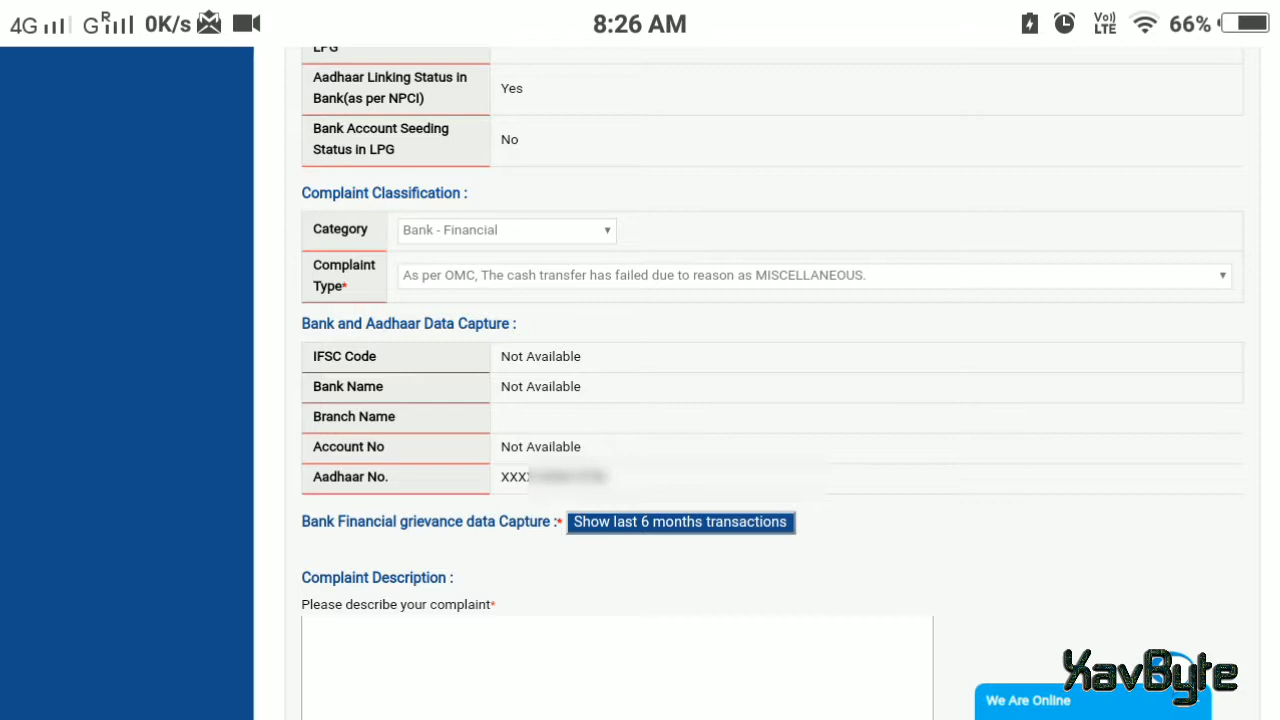 4G G R 0K/s 8:26 AM Vo) LTE 66%
LPG
Aadhaar Linking Status in
Bank(as per NPCI)
Yes
Bank Account Seeding
Status in LPG
No
Complaint Classification :
Category Bank - Financial
Complaint
Type*
As per OMC, The cash transfer has failed due to reason as MISCELLANEOUS.
Bank and Aadhaar Data Capture :
IFSC Code Not Available
Bank Name Not Available
Branch Name
Account No Not Available
Aadhaar No. XXX
Bank Financial grievance data Capture :* Show last 6 months transactions
Complaint Description :
Please describe your complaint*
XavByte
We Are Online